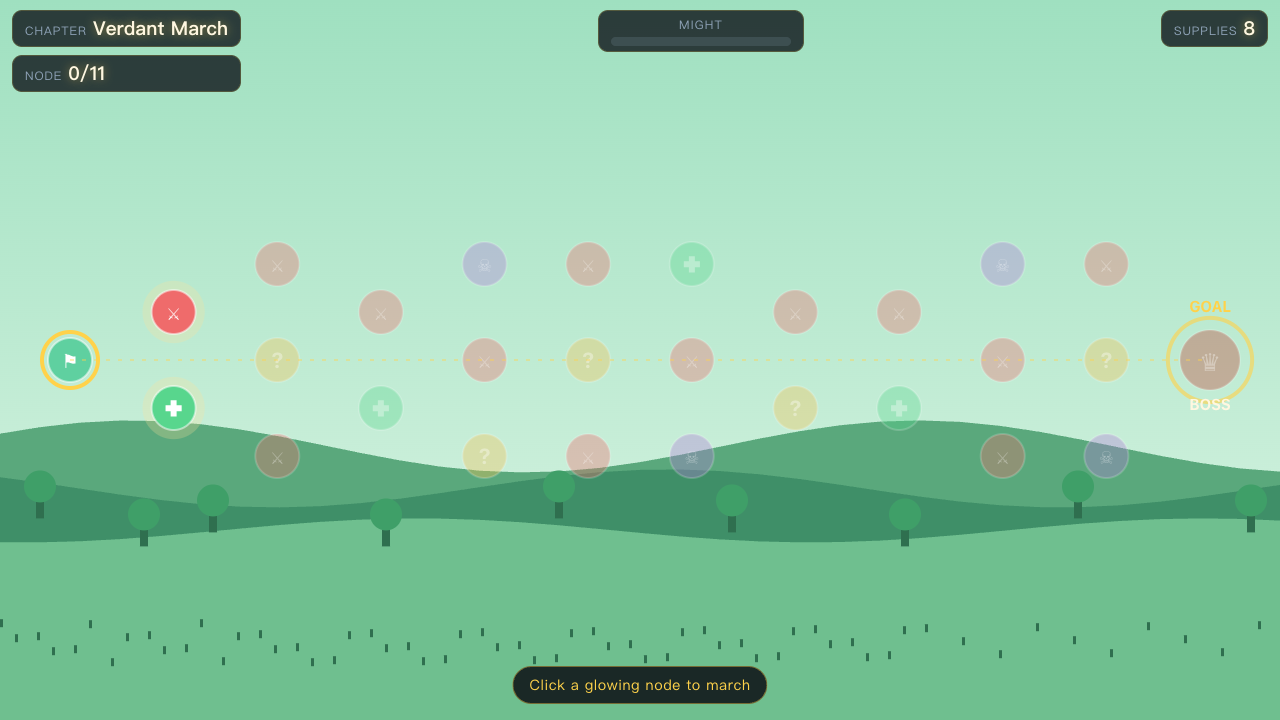 CHAPTER Verdant March
NODE 0/11
MIGHT
SUPPLIES 8
?
?
?
?
?
GOAL
BOSS
Click a glowing node to march